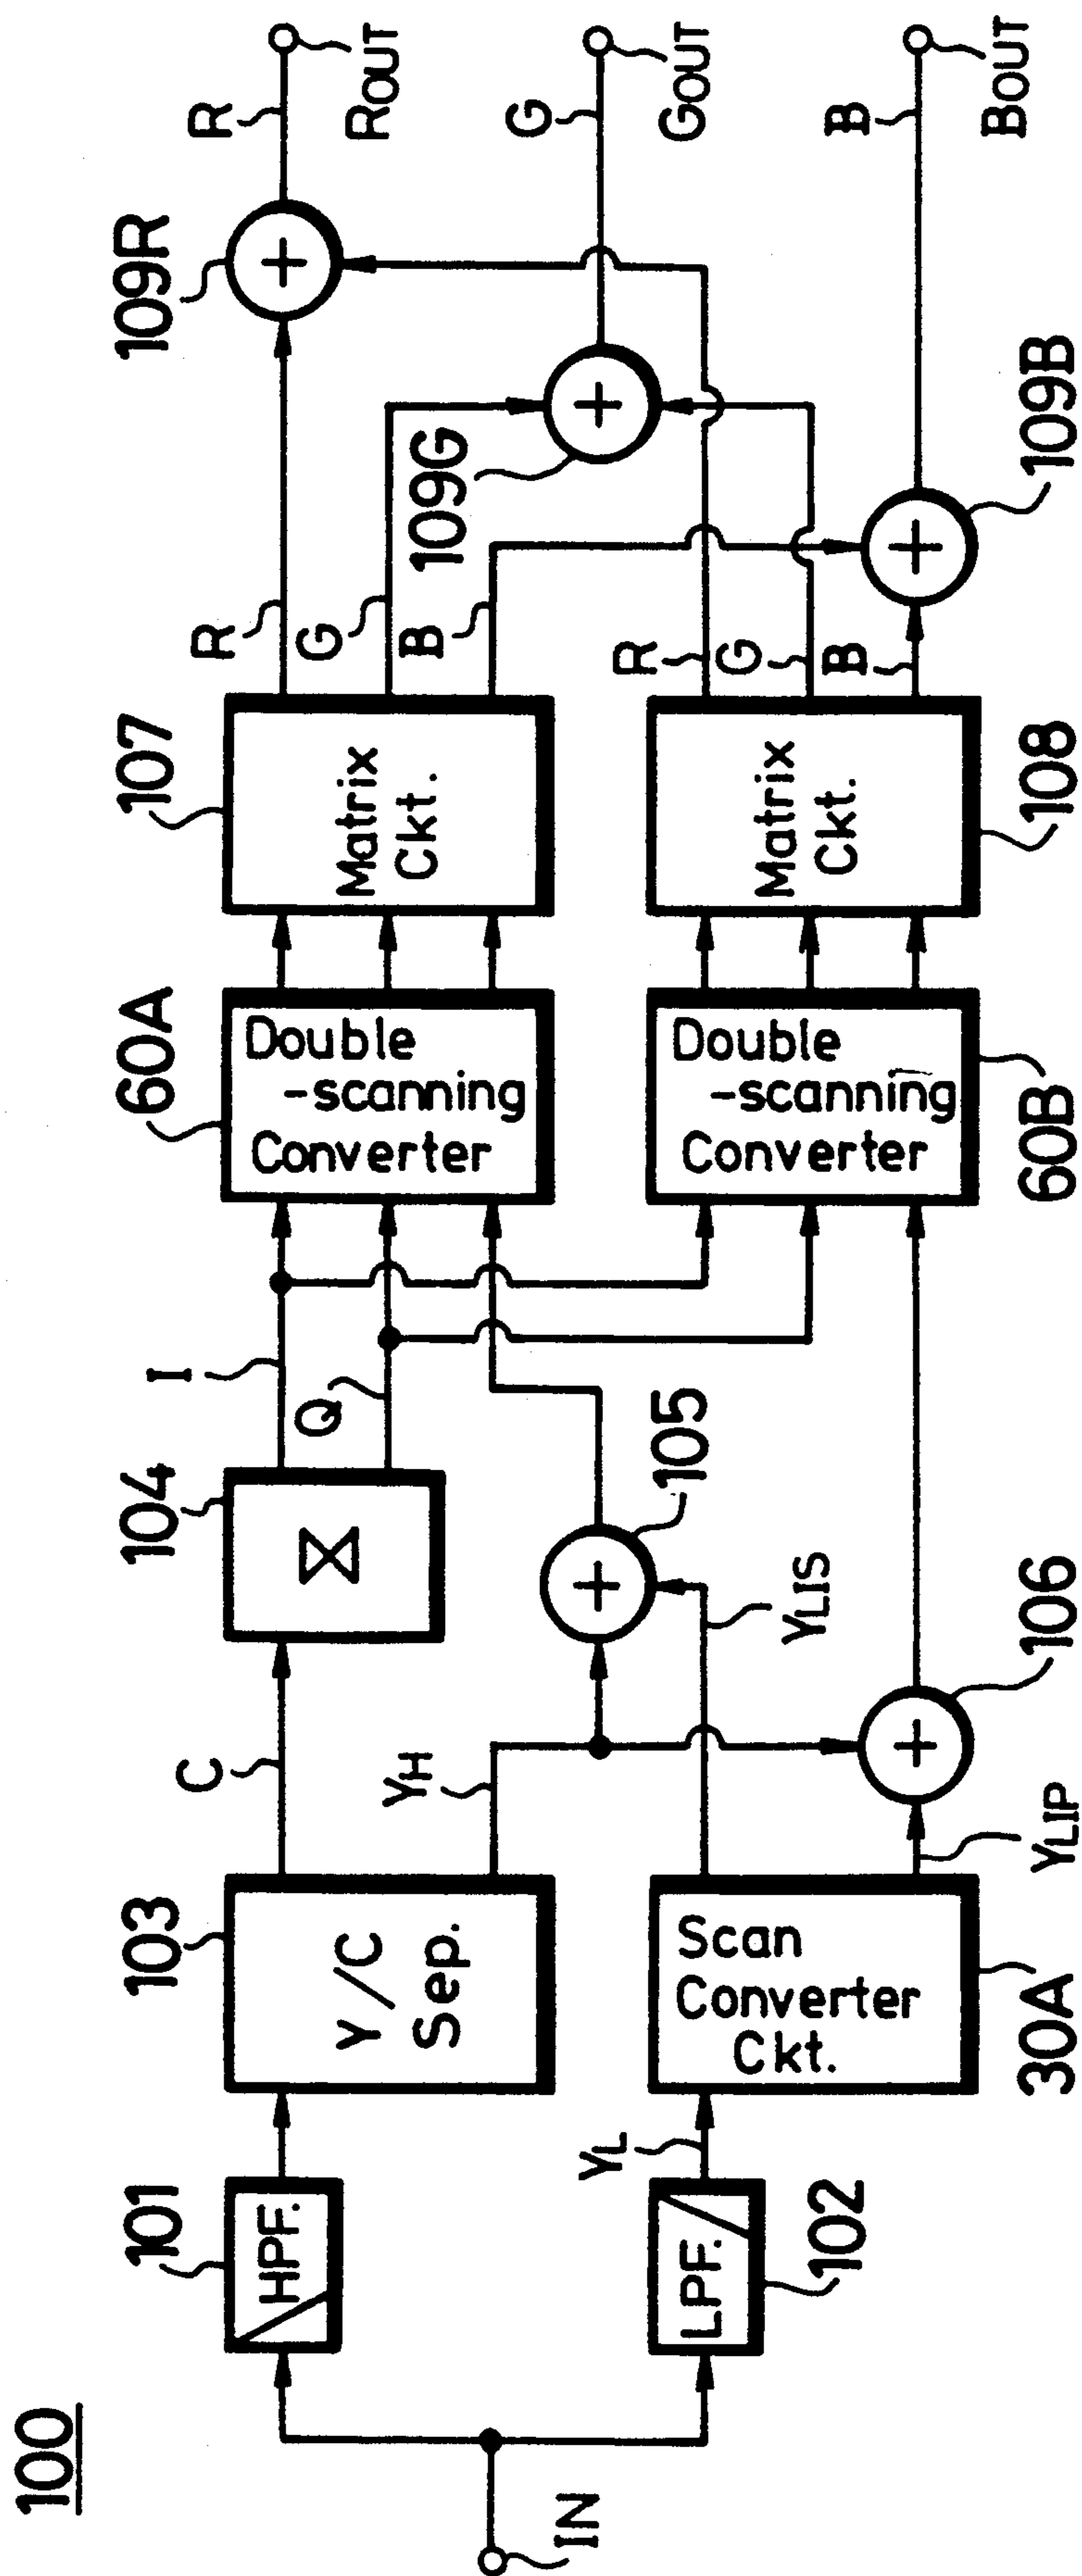 100
IN
101
HPF.
LPF.
102
YL
103
Y/C
Sep.
Scan
Converter
Ckt.
30A
C
YH
YLIS
YLIP
104
I
Q
105
106
60A
Double
-scanning
Converter
Double
-scanning
Converter
60B
107
Matrix
Ckt.
Matrix
Ckt.
108
R
G
B
R
G
B
109R
109G
109B
R
ROUT
G
GOUT
B
BOUT